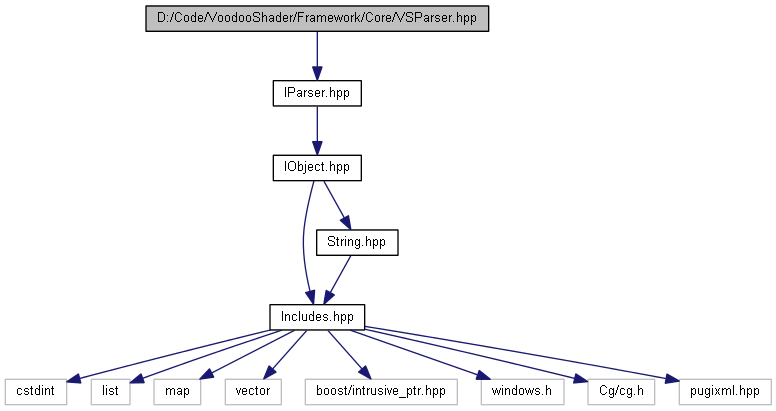 D:/Code/VoodooShader/Framework/Core/VSParser.hpp
IParser.hpp
IObject.hpp
String.hpp
Includes.hpp
cstdint
list
map
vector
boost/intrusive_ptr.hpp
windows.h
Cg/cg.h
pugixml.hpp